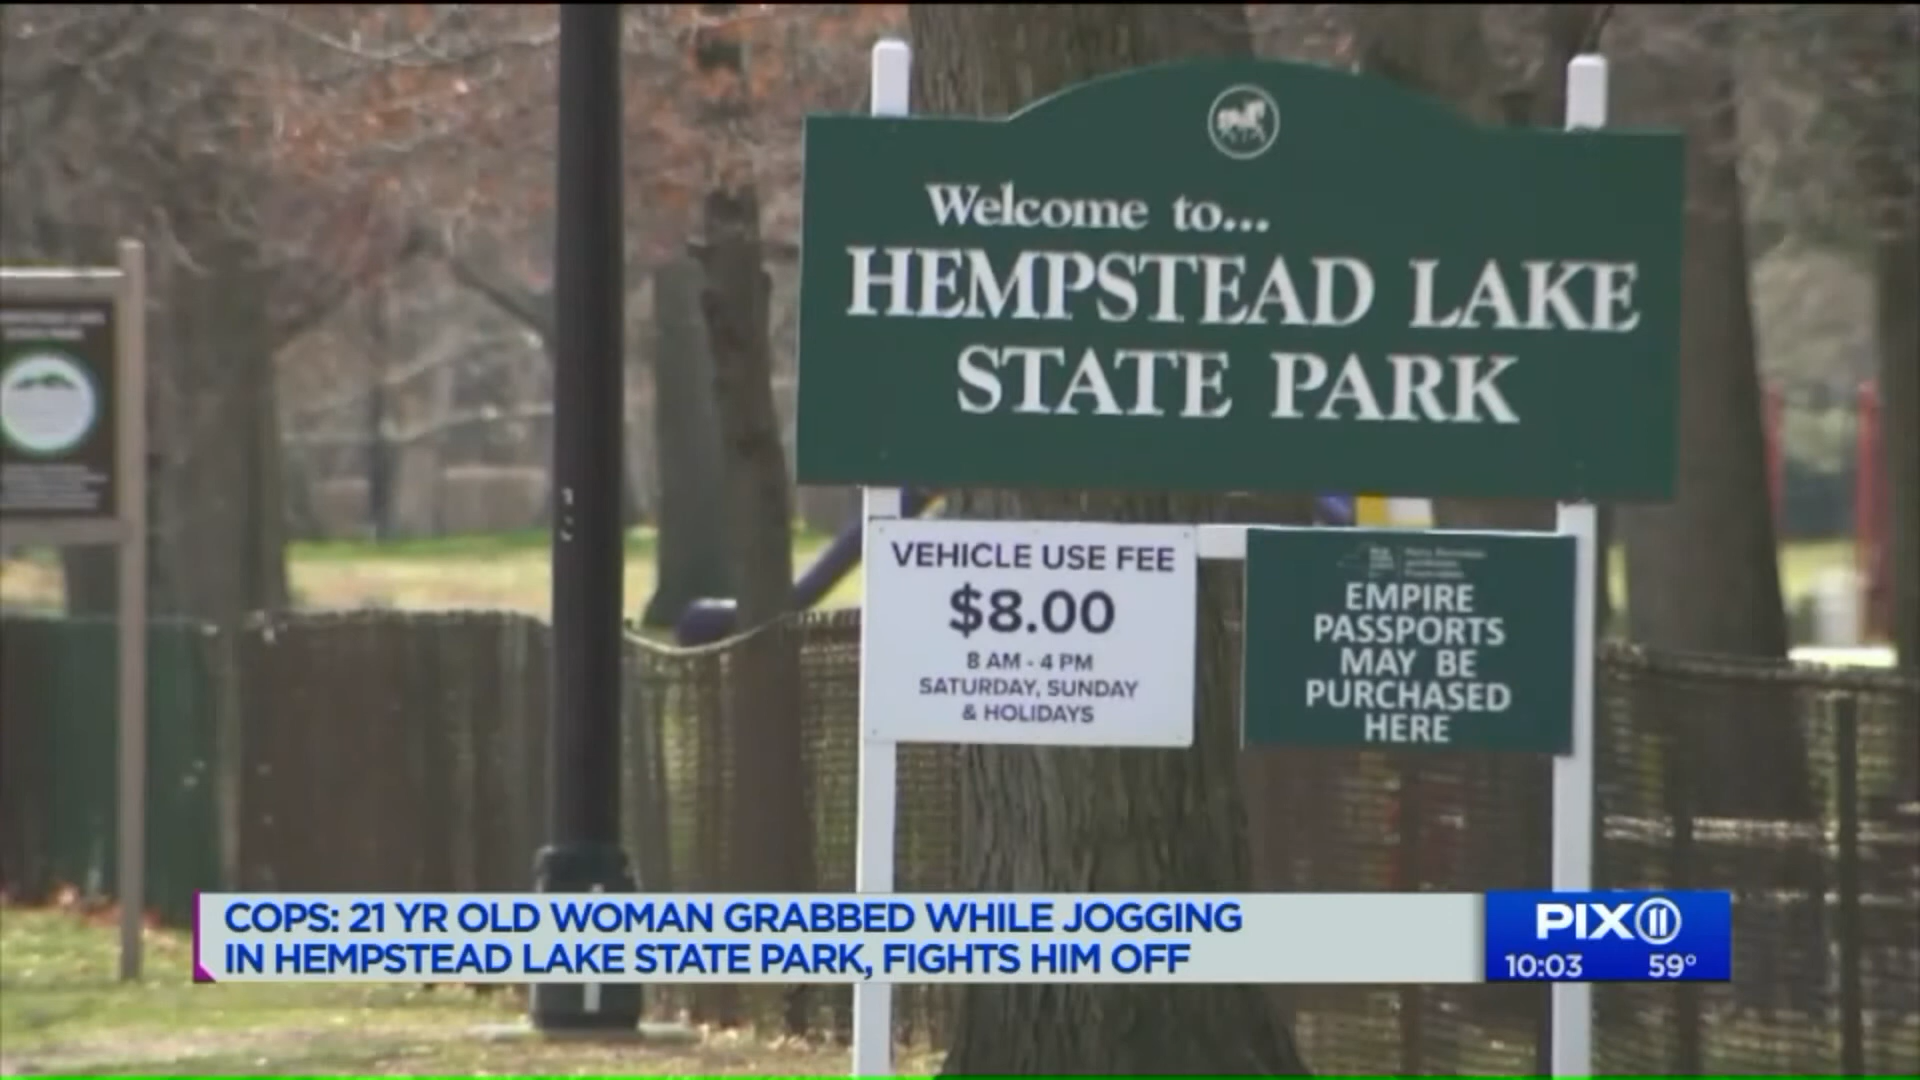 Welcome to...
HEMPSTEAD LAKE
STATE PARK
VEHICLE USE FEE
$8.00
8 AM - 4 PM
SATURDAY, SUNDAY
& HOLIDAYS
EMPIRE
PASSPORTS
MAY BE
PURCHASED
HERE
COPS: 21 YR OLD WOMAN GRABBED WHILE JOGGING
IN HEMPSTEAD LAKE STATE PARK, FIGHTS HIM OFF
PIX 11
10:03 59°